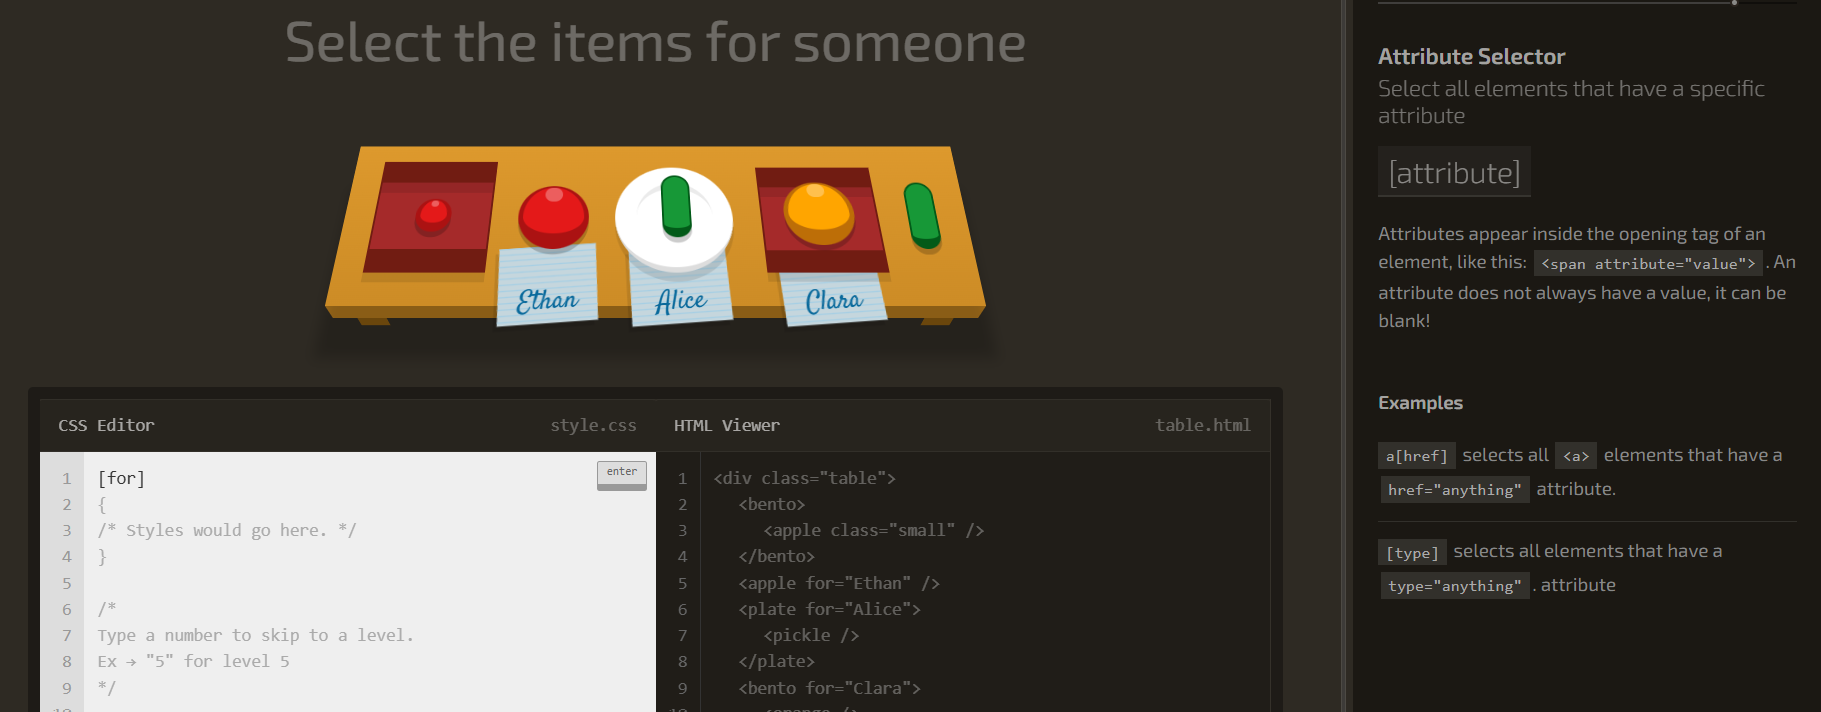 Select the items for someone
Ethan
Alice
Clara
CSS Editor
style.css
1 [for]
enter
2 {
3 /* Styles would go here. */
4 }
5
6 /*
7 Type a number to skip to a level.
8 Ex → "5" for level 5
9 */
HTML Viewer
table.html
1 <div class="table">
2 <bento>
3 <apple class="small" />
4 </bento>
5 <apple for="Ethan" />
6 <plate for="Alice">
7 <pickle />
8 </plate>
9 <bento for="Clara">
Attribute Selector
Select all elements that have a specific
attribute
[attribute]
Attributes appear inside the opening tag of an
element, like this: <span attribute="value"> . An
attribute does not always have a value, it can be
blank!
Examples
a[href] selects all <a> elements that have a
href="anything" attribute.
[type] selects all elements that have a
type="anything" . attribute